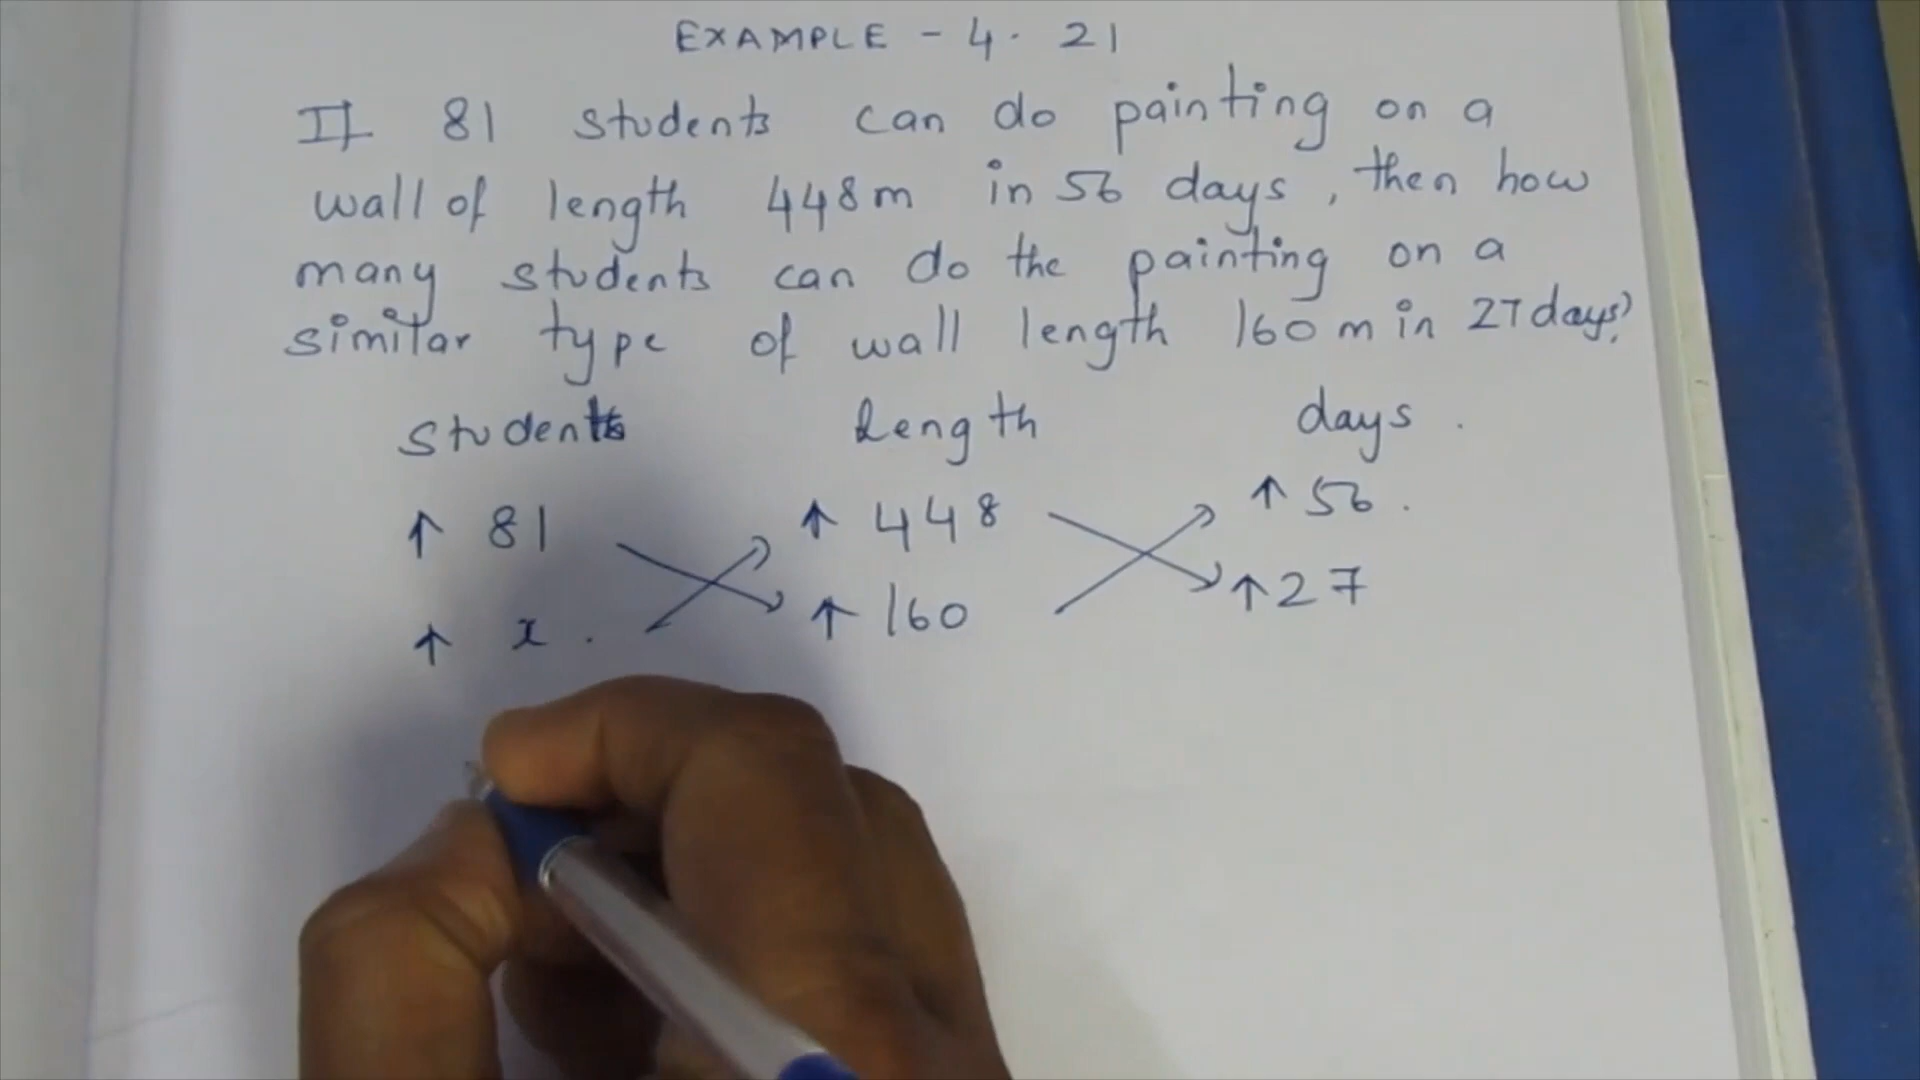 EXAMPLE - 4. 21
If 81 students can do painting on a
wall of length 448m in 56 days, then how
many students can do the painting on a
similar type of wall length 160 m in 27 days?
Students length days.
↑ 81 ↑ 448 ↑ 56.
↑ x. ↑ 160 ↑ 27